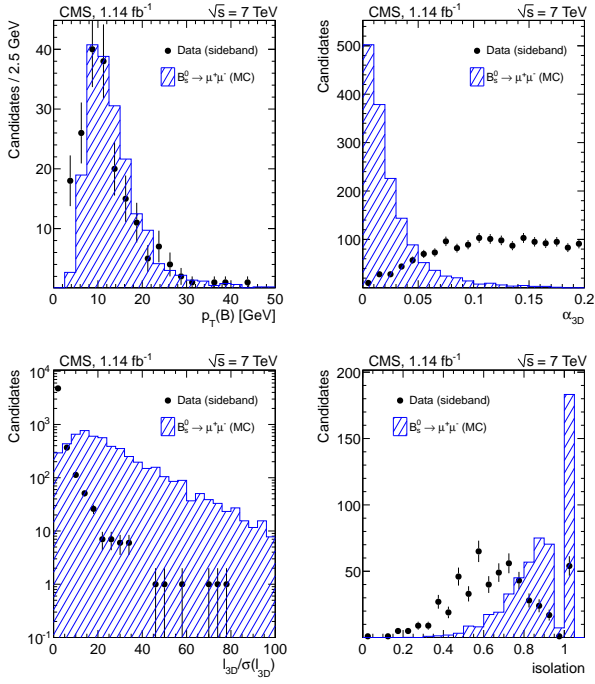 CMS, 1.14 fb⁻¹ √s = 7 TeV
Candidates / 2.5 GeV
Data (sideband)
B⁰ₛ → μ⁺μ⁻ (MC)
40
20
0
0 10 20 30 40 50
p_T(B) [GeV]
CMS, 1.14 fb⁻¹ √s = 7 TeV
Candidates
Data (sideband)
B⁰ₛ → μ⁺μ⁻ (MC)
500
400
300
200
100
0 0.05 0.1 0.15 0.2
α_3D
CMS, 1.14 fb⁻¹ √s = 7 TeV
Candidates
Data (sideband)
B⁰ₛ → μ⁺μ⁻ (MC)
10⁴
10³
10²
10
1
10⁻¹
0 20 40 60 80 100
l_3D/σ(l_3D)
CMS, 1.14 fb⁻¹ √s = 7 TeV
Candidates
Data (sideband)
B⁰ₛ → μ⁺μ⁻ (MC)
200
150
100
50
0 0.2 0.4 0.6 0.8 1
isolation